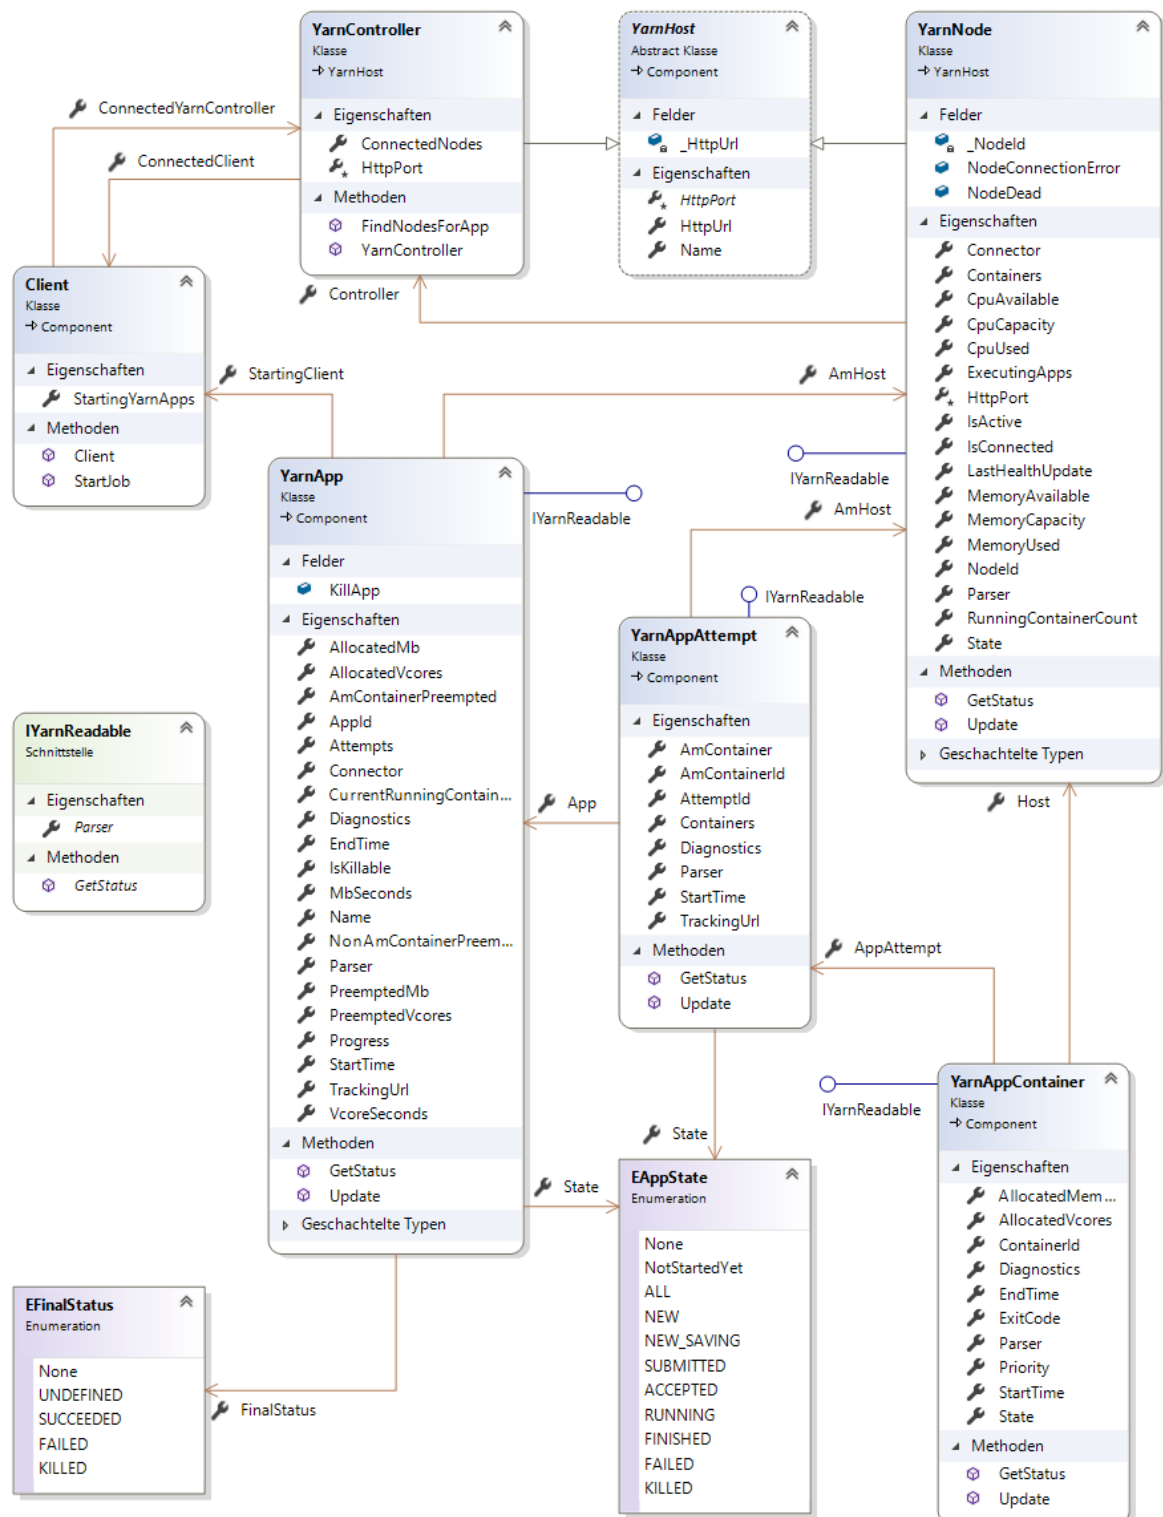 YarnController
Klasse
YarnHost
Eigenschaften
ConnectedNodes
HttpPort
Methoden
FindNodesForApp
YarnController
YarnHost
Abstract Klasse
Component
Felder
_HttpUrl
Eigenschaften
HttpPort
HttpUrl
Name
YarnNode
Klasse
YarnHost
Felder
_NodeId
NodeConnectionError
NodeDead
Eigenschaften
Connector
Containers
CpuAvailable
CpuCapacity
CpuUsed
ExecutingApps
HttpPort
IsActive
IsConnected
LastHealthUpdate
MemoryAvailable
MemoryCapacity
MemoryUsed
NodeId
Parser
RunningContainerCount
State
Methoden
GetStatus
Update
Geschachtelte Typen
ConnectedYarnController
ConnectedClient
Controller
Client
Klasse
Component
Eigenschaften
StartingYarnApps
Methoden
Client
StartJob
StartingClient
AmHost
IYarnReadable
AmHost
IYarnReadable
IYarnReadable
YarnApp
Klasse
Component
Felder
KillApp
Eigenschaften
AllocatedMb
AllocatedVcores
AmContainerPreempted
AppId
Attempts
Connector
CurrentRunningContain...
Diagnostics
EndTime
IsKillable
MbSeconds
Name
NonAmContainerPreem...
Parser
PreemptedMb
PreemptedVcores
Progress
StartTime
TrackingUrl
VcoreSeconds
Methoden
GetStatus
Update
Geschachtelte Typen
YarnAppAttempt
Klasse
Component
Eigenschaften
AmContainer
AmContainerId
AttemptId
Containers
Diagnostics
Parser
StartTime
TrackingUrl
Methoden
GetStatus
Update
IYarnReadable
Schnittstelle
Eigenschaften
Parser
Methoden
GetStatus
App
Host
AppAttempt
IYarnReadable
State
State
FinalStatus
YarnAppContainer
Klasse
Component
Eigenschaften
AllocatedMem...
AllocatedVcores
ContainerId
Diagnostics
EndTime
ExitCode
Parser
Priority
StartTime
State
Methoden
GetStatus
Update
EAppState
Enumeration
None
NotStartedYet
ALL
NEW
NEW_SAVING
SUBMITTED
ACCEPTED
RUNNING
FINISHED
FAILED
KILLED
EFinalStatus
Enumeration
None
UNDEFINED
SUCCEEDED
FAILED
KILLED